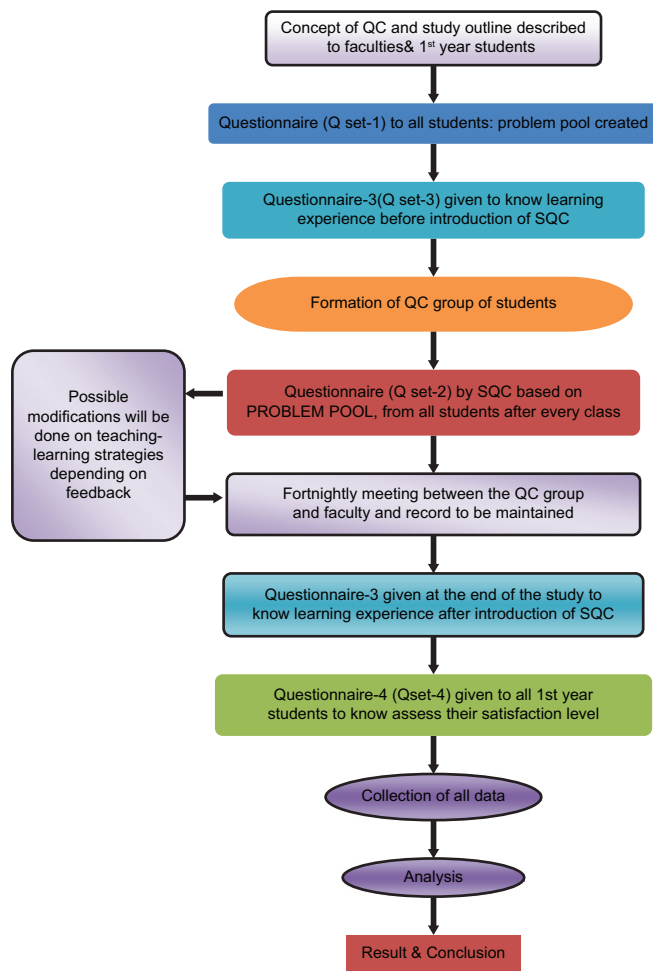 Concept of QC and study outline described
to faculties& 1st year students
Questionnaire (Q set-1) to all students: problem pool created
Questionnaire-3(Q set-3) given to know learning
experience before introduction of SQC
Formation of QC group of students
Questionnaire (Q set-2) by SQC based on
PROBLEM POOL, from all students after every class
Possible
modifications will be
done on teaching-
learning strategies
depending on
feedback
Fortnightly meeting between the QC group
and faculty and record to be maintained
Questionnaire-3 given at the end of the study to
know learning experience after introduction of SQC
Questionnaire-4 (Qset-4) given to all 1st year
students to know assess their satisfaction level
Collection of all data
Analysis
Result & Conclusion